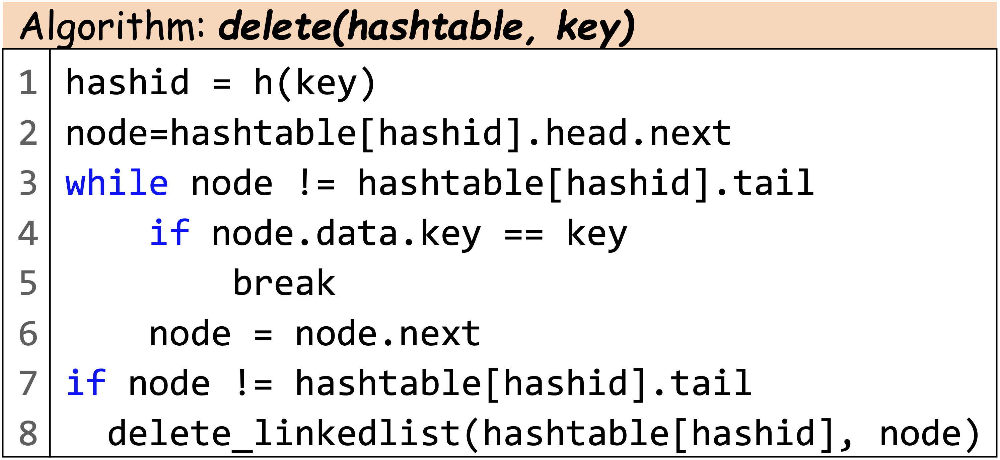 Algorithm: delete(hashtable, key)
1 hashid = h(key)
2 node=hashtable[hashid].head.next
3 while node != hashtable[hashid].tail
4 if node.data.key == key
5 break
6 node = node.next
7 if node != hashtable[hashid].tail
8 delete_linkedlist(hashtable[hashid], node)